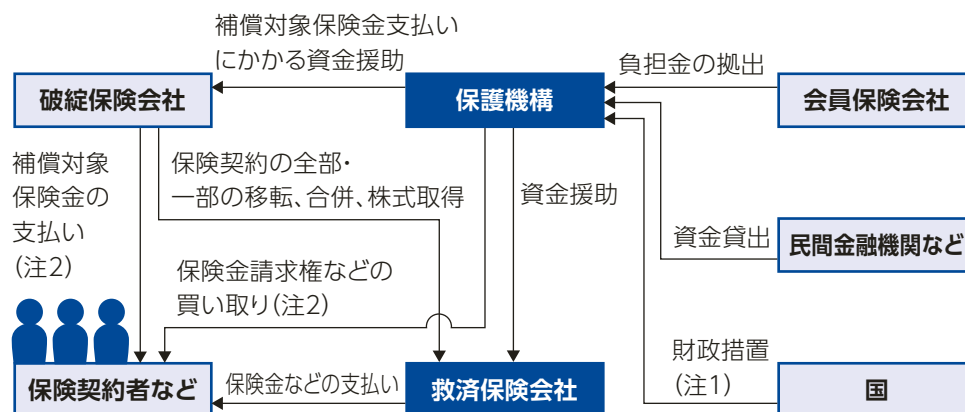 補償対象保険金支払い
にかかる資金援助
負担金の拠出
破綻保険会社
保護機構
会員保険会社
補償対象
保険金の
支払い
(注2)
保険契約の全部・
一部の移転、合併、株式取得
資金援助
資金貸出
民間金融機関など
保険金請求権などの
買い取り(注2)
財政措置
(注1)
保険契約者など
保険金などの支払い
救済保険会社
国